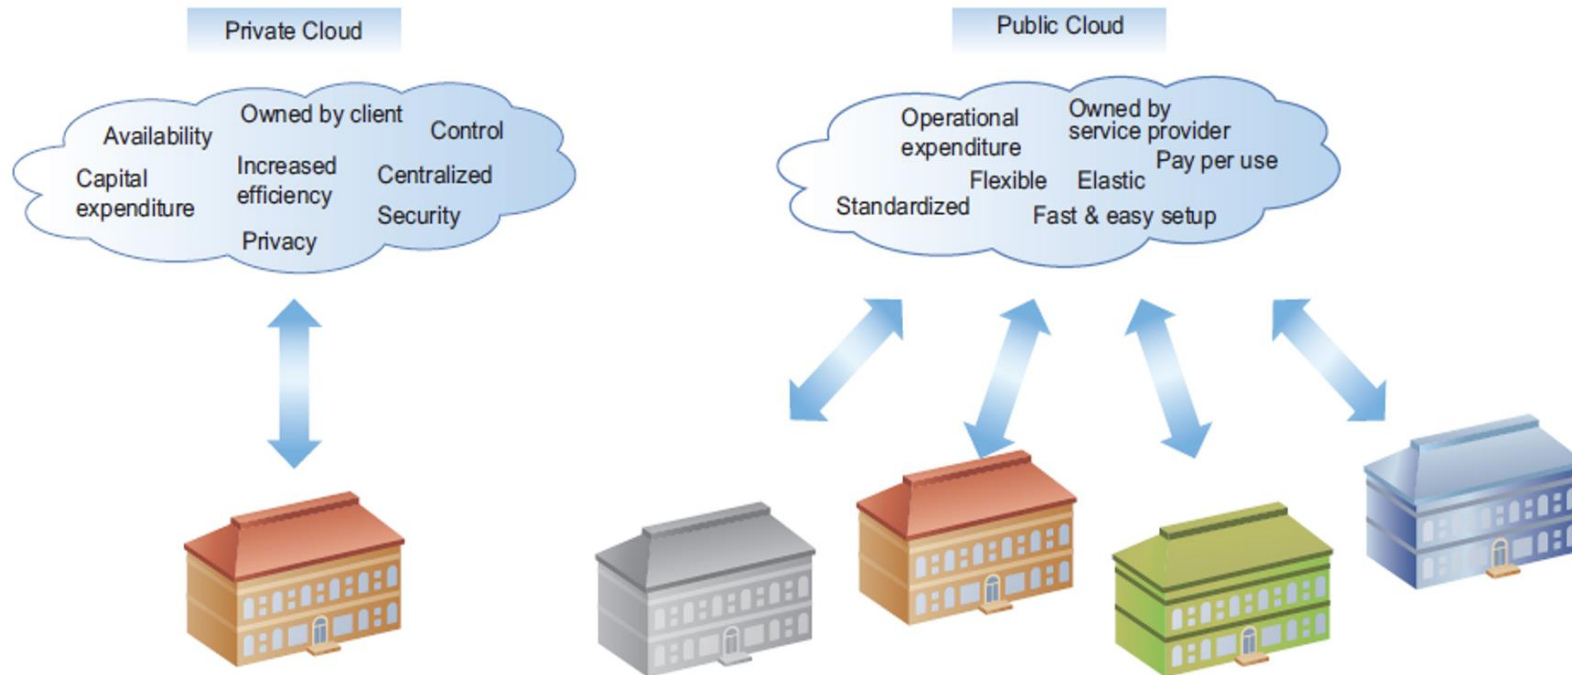 Private Cloud
Owned by client
Availability
Control
Increased
efficiency
Capital
expenditure
Centralized
Security
Privacy
Public Cloud
Operational
expenditure
Owned by
service provider
Pay per use
Flexible
Elastic
Standardized
Fast & easy setup